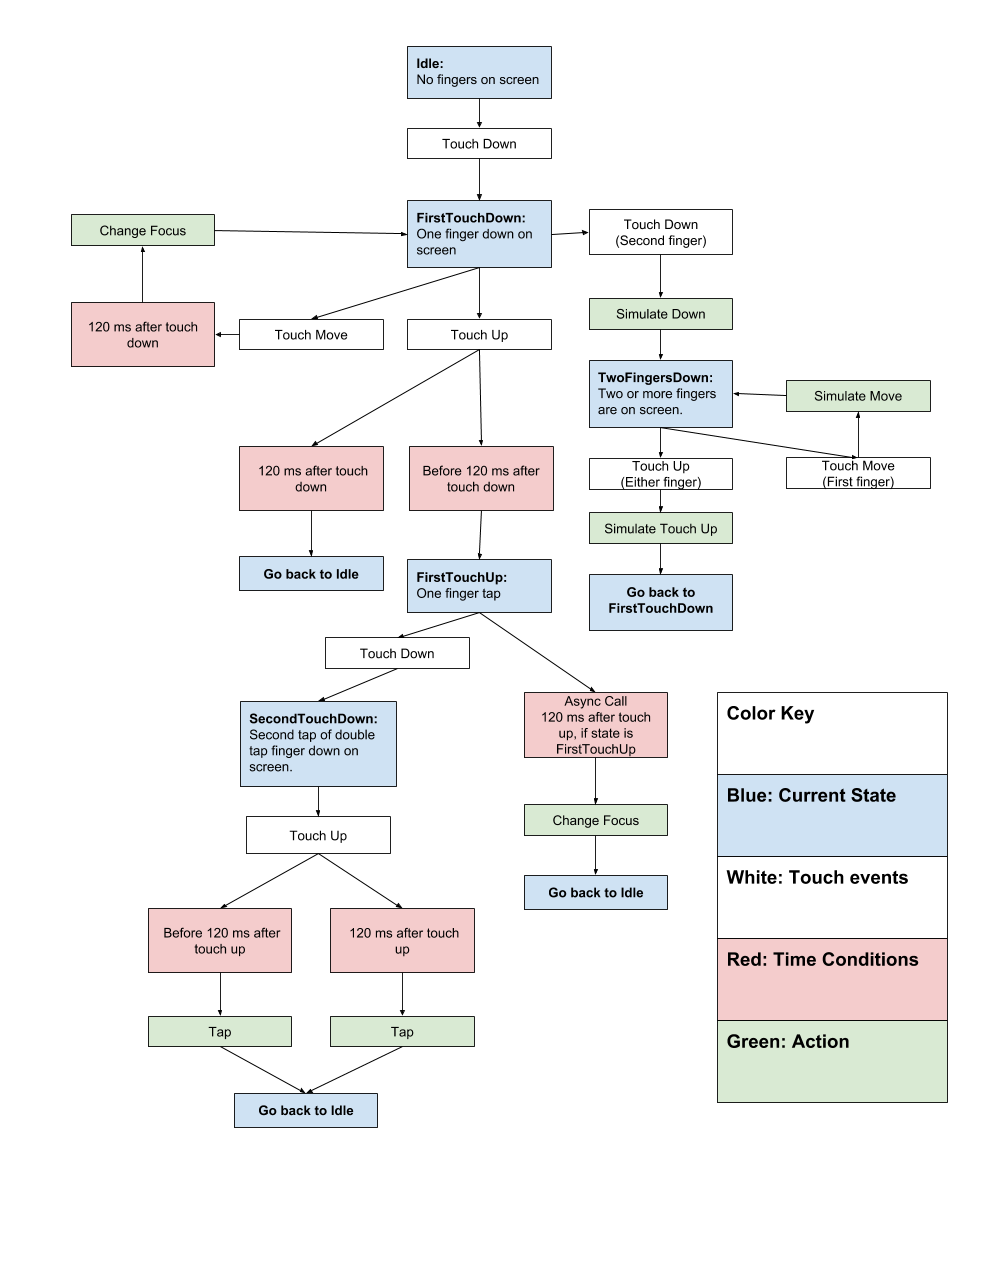 Idle:
No fingers on screen
Touch Down
FirstTouchDown:
One finger down on
screen
Touch Down
(Second finger)
Change Focus
120 ms after touch
down
Touch Move
Touch Up
Simulate Down
TwoFingersDown:
Two or more fingers
are on screen.
Simulate Move
Touch Up
(Either finger)
Touch Move
(First finger)
Simulate Touch Up
Go back to
FirstTouchDown
120 ms after touch
down
Before 120 ms after
touch down
Go back to Idle
FirstTouchUp:
One finger tap
Touch Down
SecondTouchDown:
Second tap of double
tap finger down on
screen.
Async Call
120 ms after touch
up, if state is
FirstTouchUp
Change Focus
Go back to Idle
Touch Up
Before 120 ms after
touch up
120 ms after touch
up
Tap
Tap
Go back to Idle
Color Key
Blue: Current State
White: Touch events
Red: Time Conditions
Green: Action